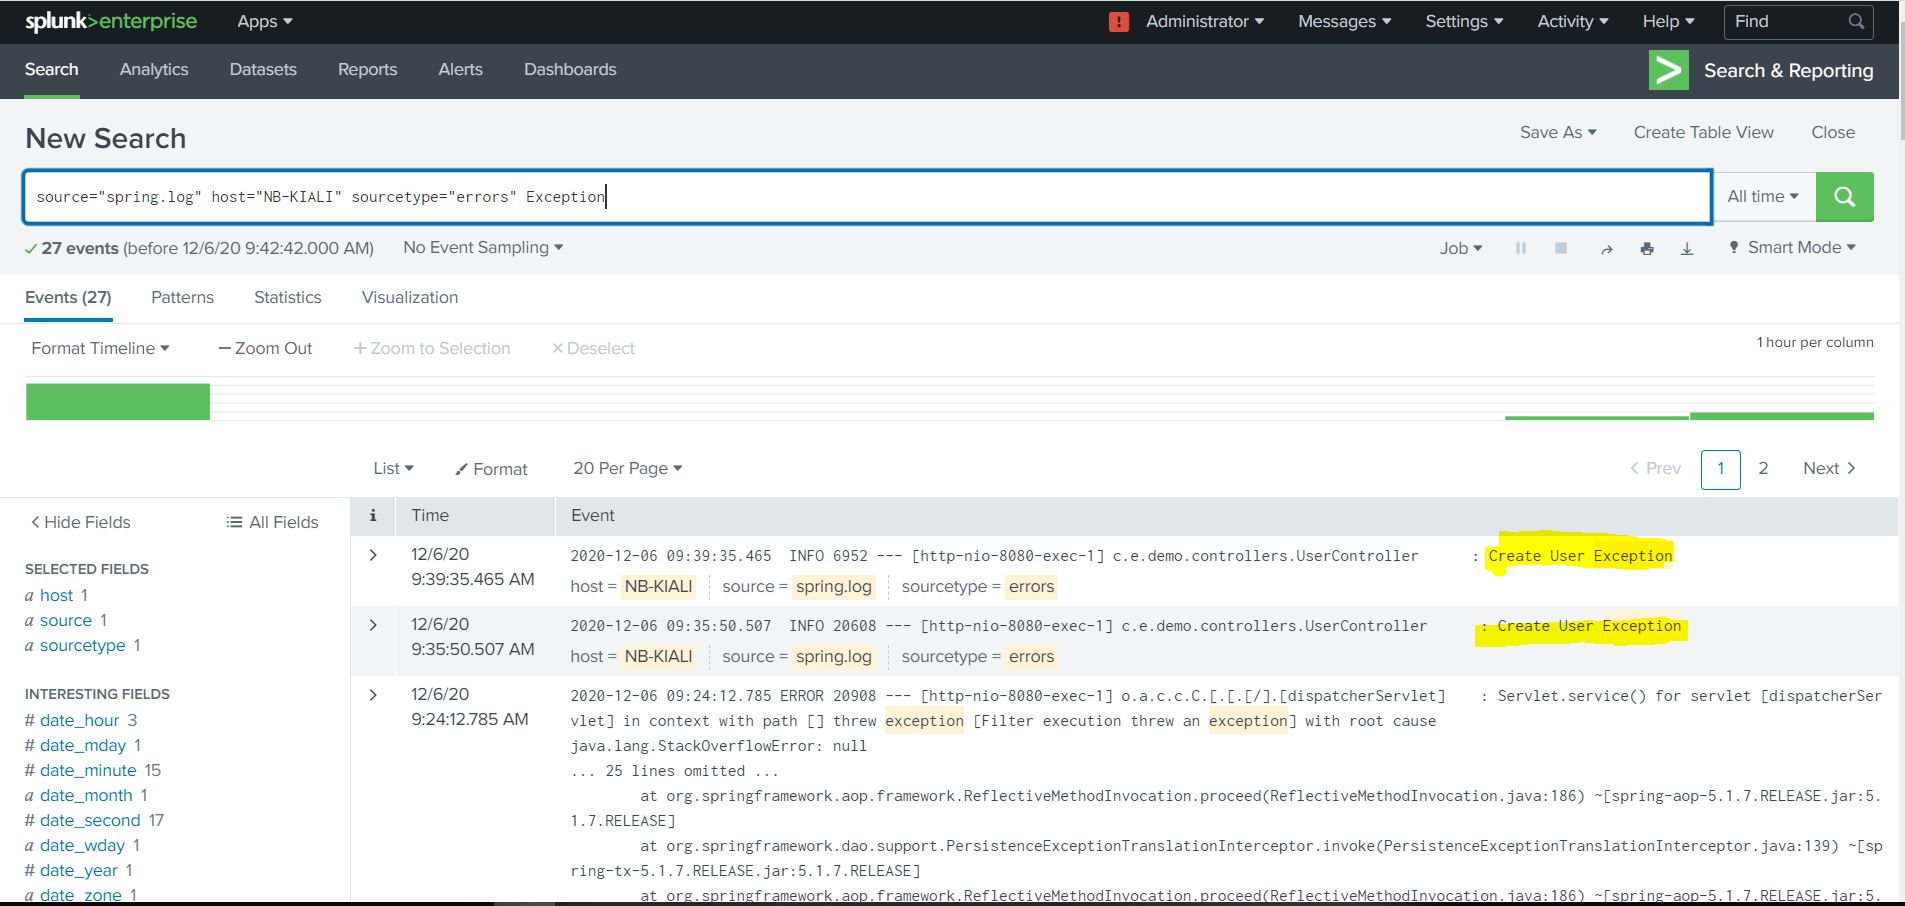 splunk>enterprise Apps ! Administrator Messages Settings Activity Help Find
Search Analytics Datasets Reports Alerts Dashboards > Search & Reporting
New Search Save As Create Table View Close
source="spring.log" host="NB-KIALI" sourcetype="errors" Exception All time
27 events (before 12/6/20 9:42:42.000 AM) No Event Sampling Job Smart Mode
Events (27) Patterns Statistics Visualization
Format Timeline — Zoom Out + Zoom to Selection × Deselect 1 hour per column
List Format 20 Per Page < Prev 1 2 Next >
< Hide Fields All Fields
SELECTED FIELDS
a host 1
a source 1
a sourcetype 1
INTERESTING FIELDS
# date_hour 3
# date_mday 1
# date_minute 15
a date_month 1
# date_second 17
a date_wday 1
# date_year 1
a date_zone 1
i Time Event
> 12/6/20
9:39:35.465 AM
2020-12-06 09:39:35.465 INFO 6952 --- [http-nio-8080-exec-1] c.e.demo.controllers.UserController : Create User Exception
host = NB-KIALI source = spring.log sourcetype = errors
> 12/6/20
9:35:50.507 AM
2020-12-06 09:35:50.507 INFO 20608 --- [http-nio-8080-exec-1] c.e.demo.controllers.UserController : Create User Exception
host = NB-KIALI source = spring.log sourcetype = errors
> 12/6/20
9:24:12.785 AM
2020-12-06 09:24:12.785 ERROR 20908 --- [http-nio-8080-exec-1] o.a.c.c.C.[.[.[/].[dispatcherServlet] : Servlet.service() for servlet [dispatcherSer
vlet] in context with path [] threw exception [Filter execution threw an exception] with root cause
java.lang.StackOverflowError: null
... 25 lines omitted ...
at org.springframework.aop.framework.ReflectiveMethodInvocation.proceed(ReflectiveMethodInvocation.java:186) ~[spring-aop-5.1.7.RELEASE.jar:5.
1.7.RELEASE]
at org.springframework.dao.support.PersistenceExceptionTranslationInterceptor.invoke(PersistenceExceptionTranslationInterceptor.java:139) ~[sp
ring-tx-5.1.7.RELEASE.jar:5.1.7.RELEASE]
at org.springframework.aop.framework.ReflectiveMethodInvocation.proceed(ReflectiveMethodInvocation.java:186) ~[spring-aop-5.1.7.RELEASE.jar:5.